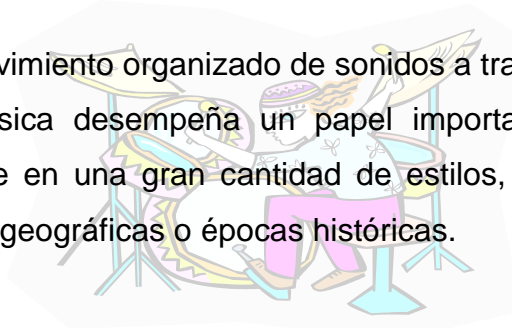 vimiento organizado de sonidos a tra
sica desempeña un papel importa
e en una gran cantidad de estilos,
geográficas o épocas históricas.